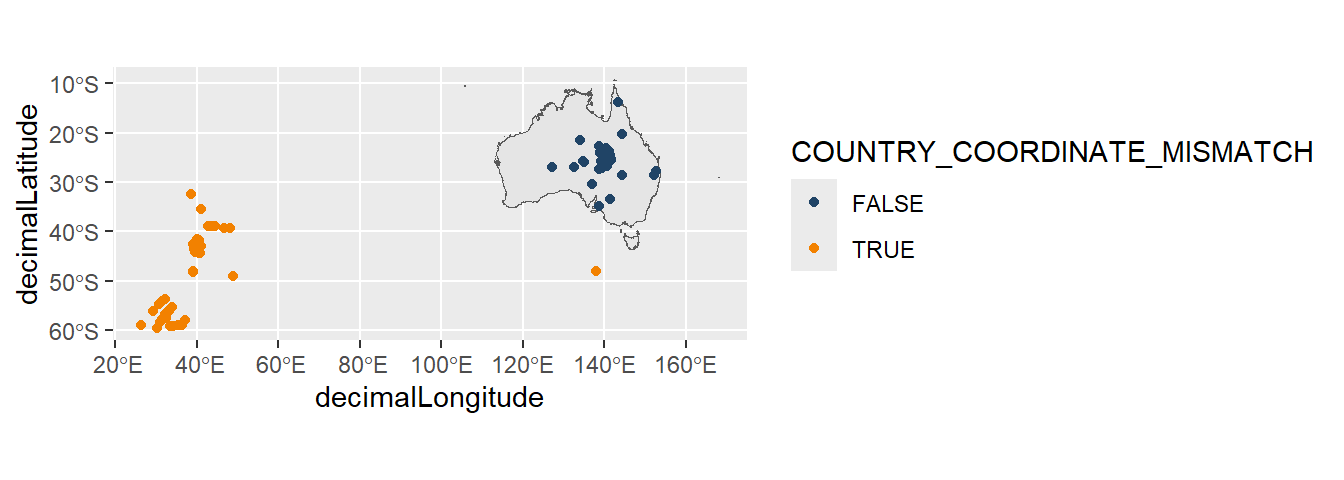 decimalLatitude
10°S
20°S
30°S
40°S
50°S
60°S
20°E
40°E
60°E
80°E
100°E
120°E
140°E
160°E
decimalLongitude
COUNTRY_COORDINATE_MISMATCH
FALSE
TRUE